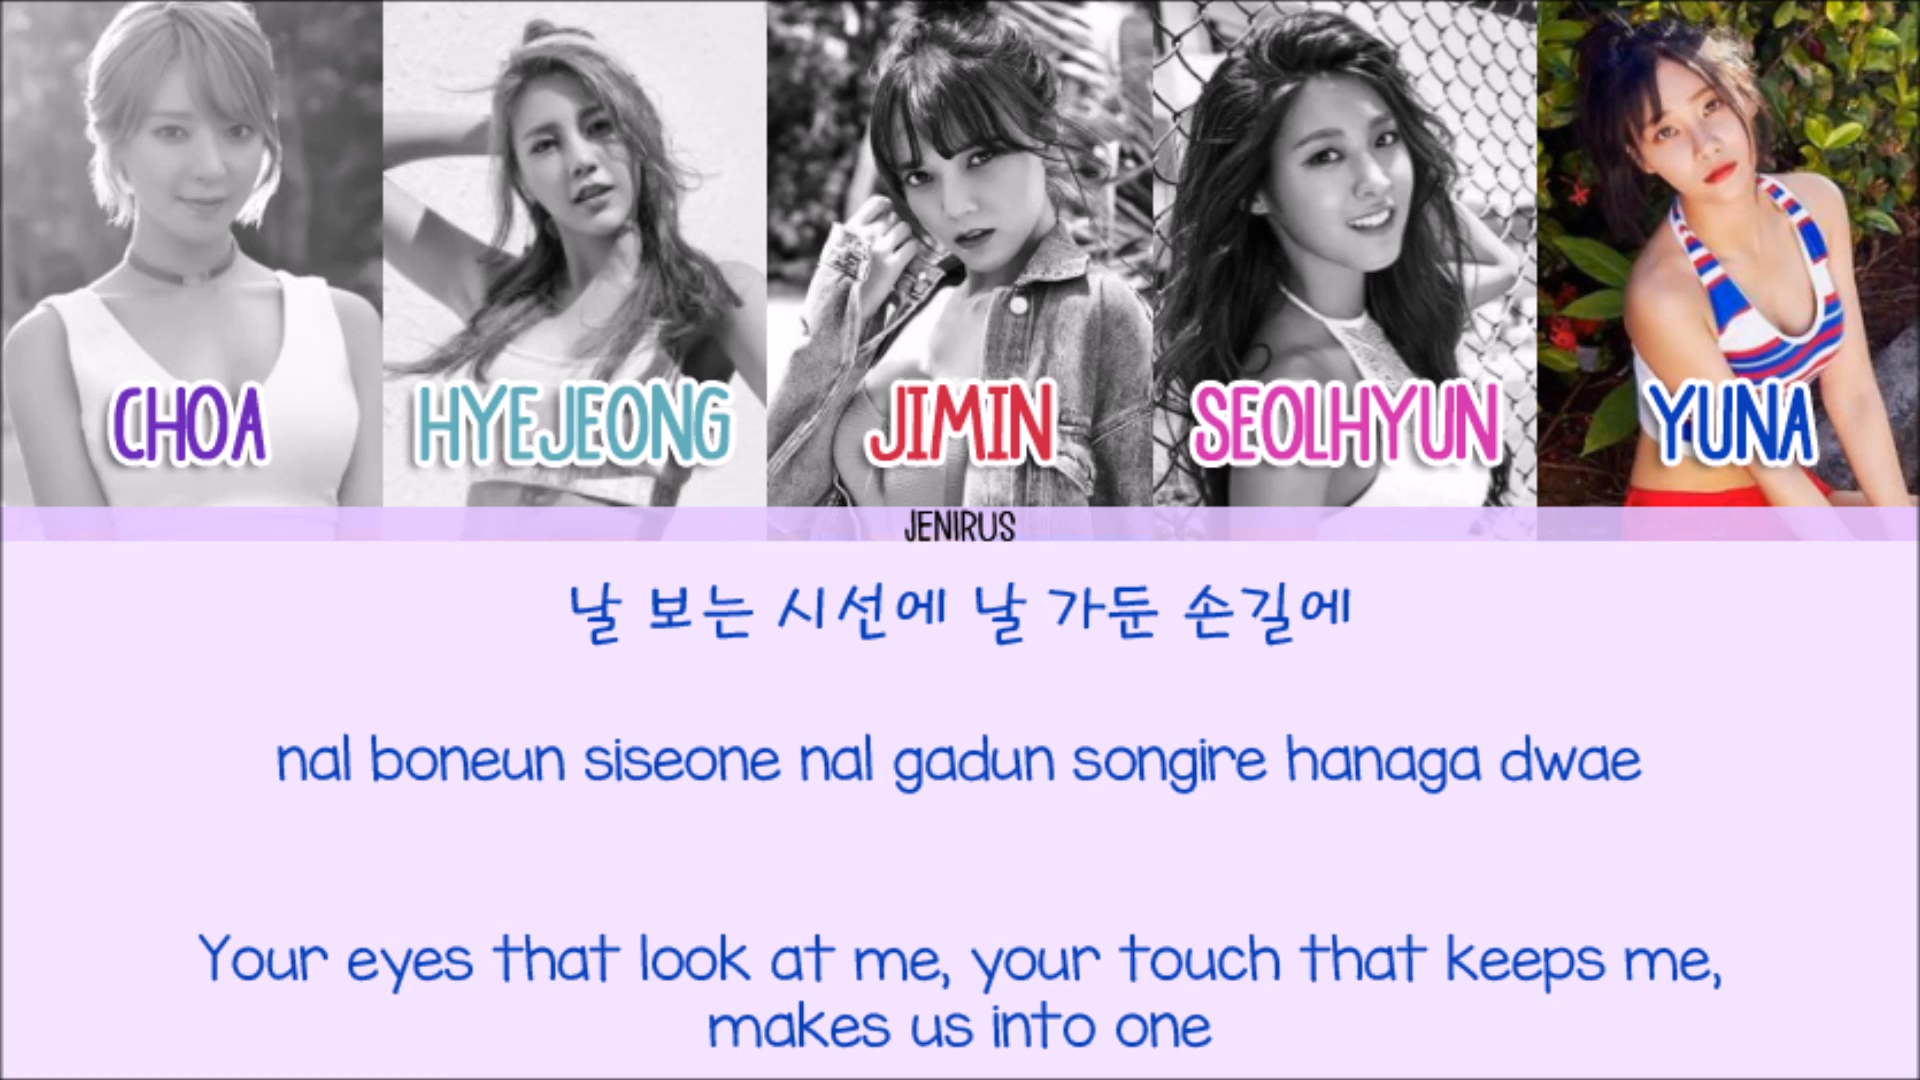 CHOA
HYEJEONG
JIMIN
SEOLHYUN
YUNA
JENIRUS
날 보는 시선에 날 가둔 손길에
nal boneun siseone nal gadun songire hanaga dwae
Your eyes that look at me, your touch that keeps me,
makes us into one